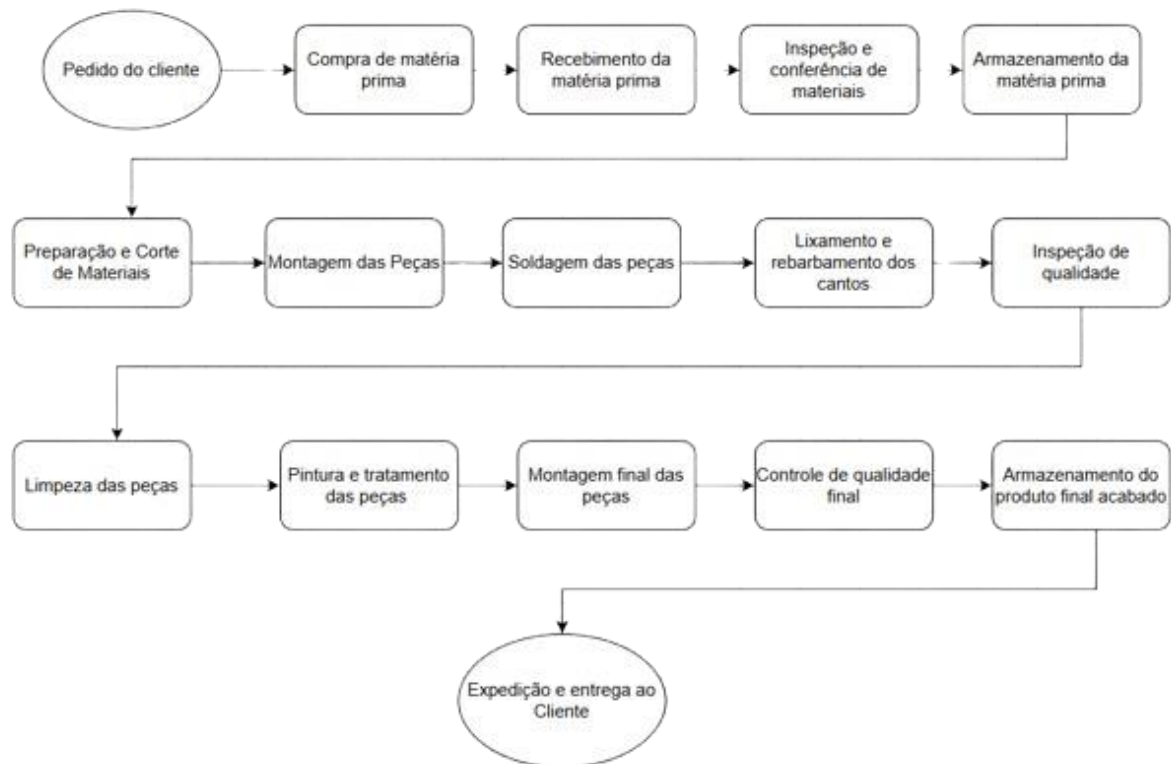 Pedido do cliente
Compra de matéria
prima
Recebimento da
matéria prima
Inspeção e
conferência de
materiais
Armazenamento da
matéria prima
Preparação e Corte
de Materiais
Montagem das Peças
Soldagem das peças
Lixamento e
rebarbamento dos
cantos
Inspeção de
qualidade
Limpeza das peças
Pintura e tratamento
das peças
Montagem final das
peças
Controle de qualidade
final
Armazenamento do
produto final acabado
Expedição e entrega ao
Cliente